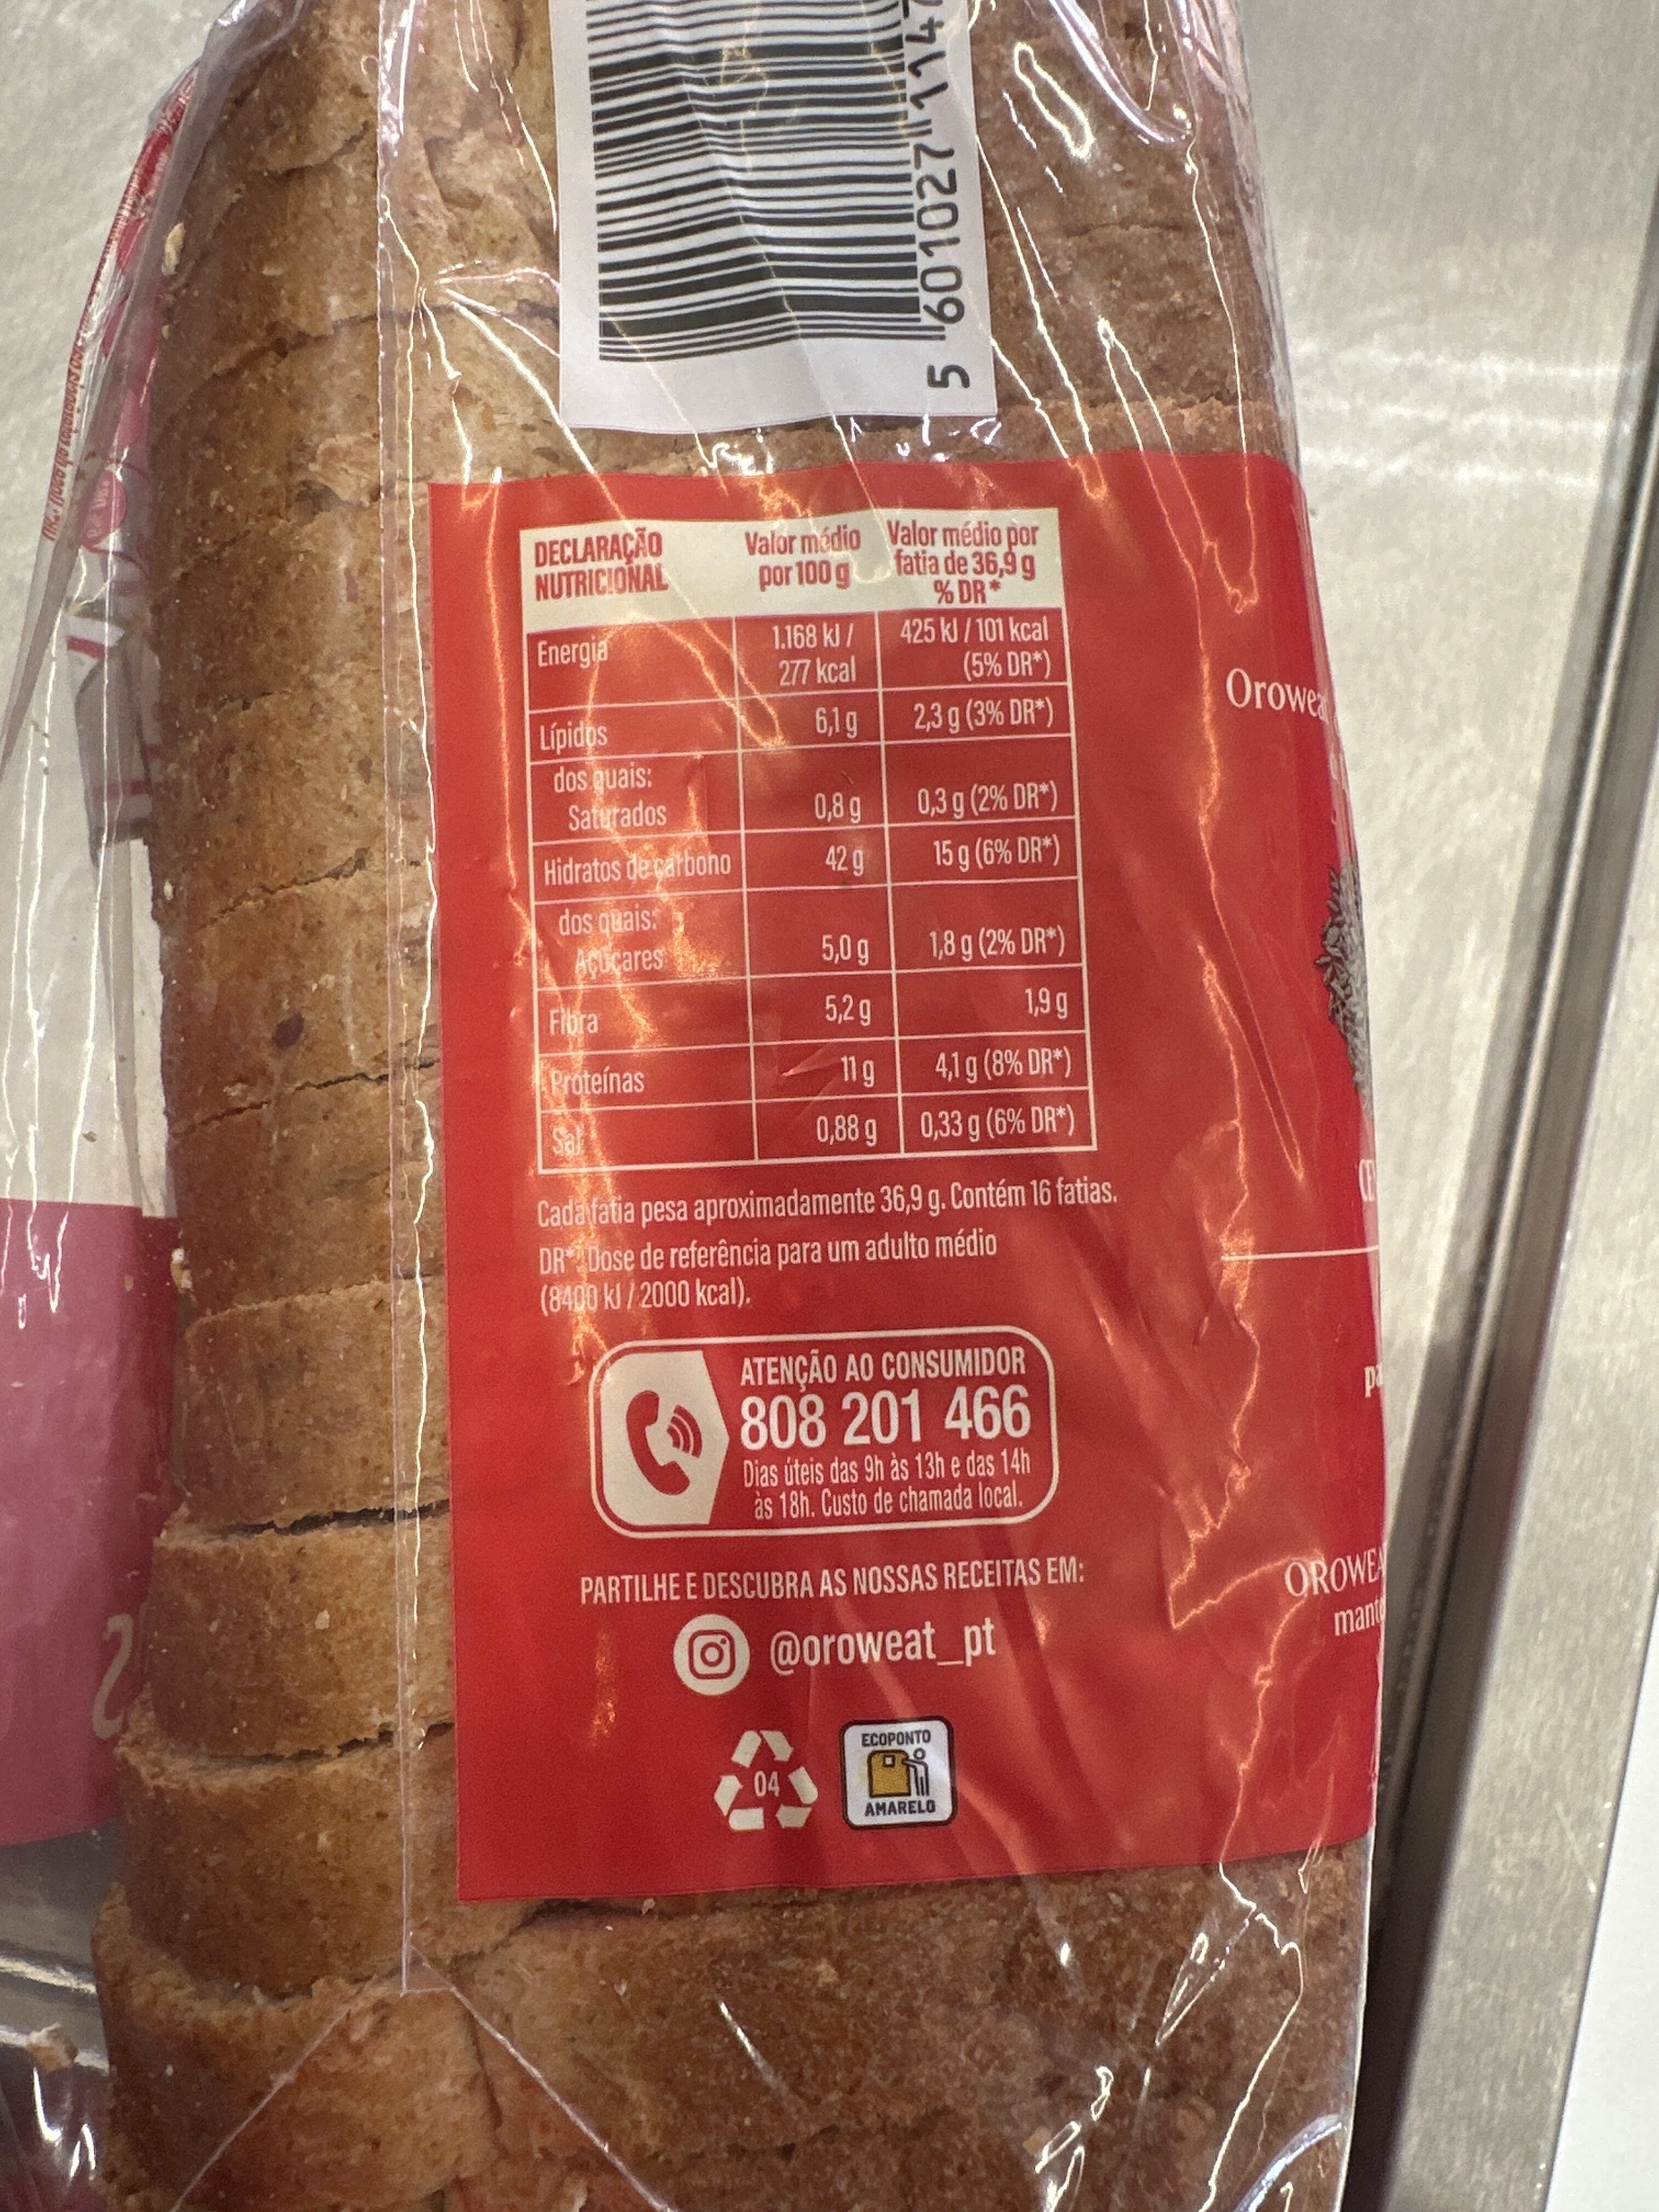 5 601027 114
DECLARAÇÃO NUTRICIONAL Valor médio por 100 g Valor médio por fatia de 36,9 g % DR*
Energia 1.168 kJ / 277 kcal 425 kJ / 101 kcal (5% DR*)
Lípidos 6,1 g 2,3 g (3% DR*)
dos quais:
Saturados 0,8 g 0,3 g (2% DR*)
Hidratos de carbono 42 g 15 g (6% DR*)
dos quais:
Açúcares 5,0 g 1,8 g (2% DR*)
Fibra 5,2 g 1,9 g
Proteínas 11 g 4,1 g (8% DR*)
Sal 0,88 g 0,33 g (6% DR*)
Cada fatia pesa aproximadamente 36,9 g. Contém 16 fatias.
DR*: Dose de referência para um adulto médio
(8400 kJ / 2000 kcal).
ATENÇÃO AO CONSUMIDOR
808 201 466
Dias úteis das 9h às 13h e das 14h
às 18h. Custo de chamada local.
PARTILHE E DESCUBRA AS NOSSAS RECEITAS EM:
@oroweat_pt
04
ECOPONTO
AMARELO
Orowea
OROWEA
mante